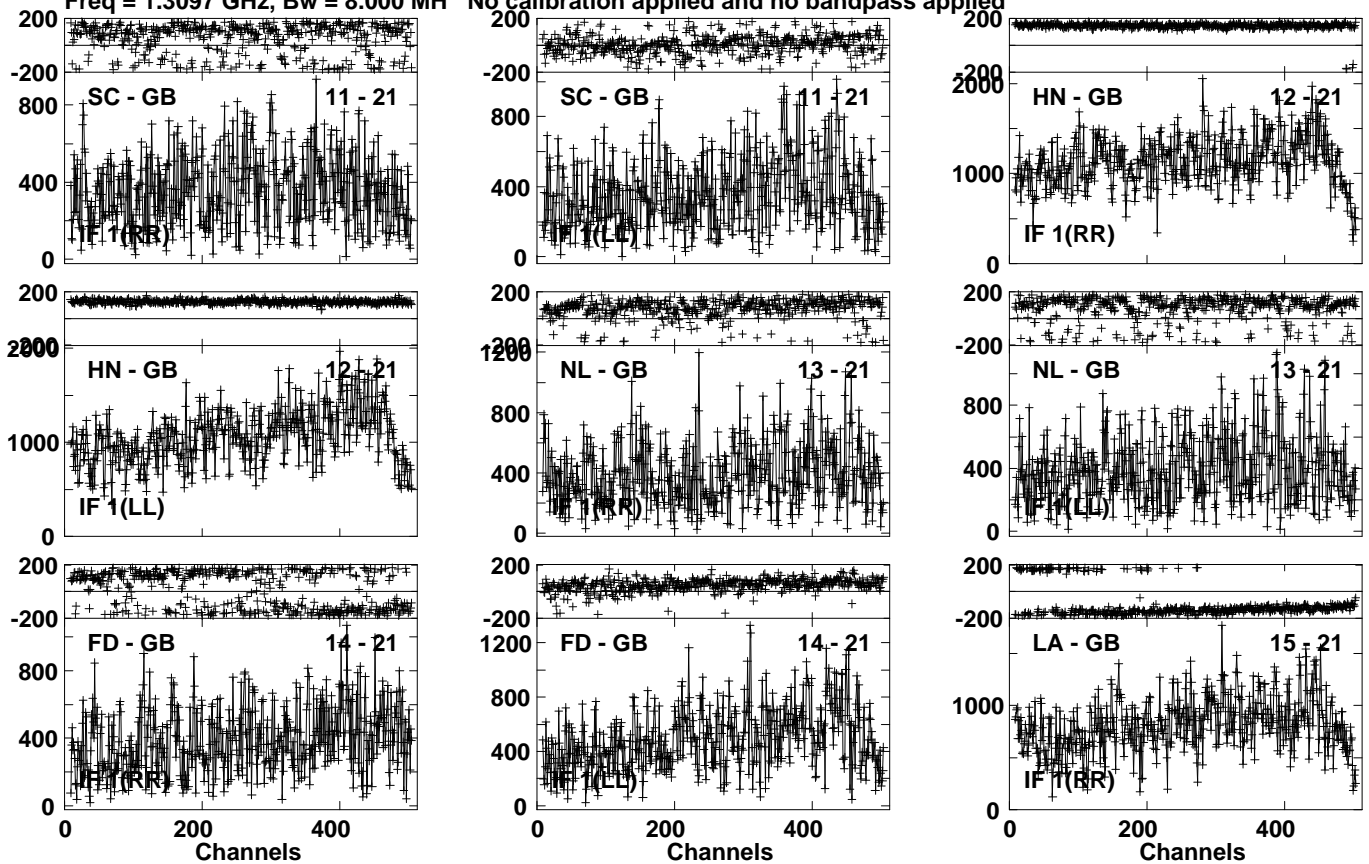 Freq = 1.3097 GHz, Bw = 8.000 MH No calibration applied and no bandpass applied
200
-200
SC - GB 11 - 21
800
400
0
IF 1(RR)
200
-200
SC - GB 11 - 21
800
400
0
IF 1(LL)
200
-200
2000
HN - GB 12 - 21
1000
0
IF 1(RR)
200
-200
2000
HN - GB 12 - 21
1000
0
IF 1(LL)
200
-200
1200
NL - GB 13 - 21
800
400
0
IF 1(RR)
200
-200
NL - GB 13 - 21
800
400
0
IF 1(LL)
200
-200
FD - GB 14 - 21
800
400
0
IF 1(RR)
0 200 400
Channels
200
-200
1200
FD - GB 14 - 21
800
400
0
IF 1(LL)
0 200 400
Channels
200
-200
LA - GB 15 - 21
1000
0
IF 1(RR)
0 200 400
Channels